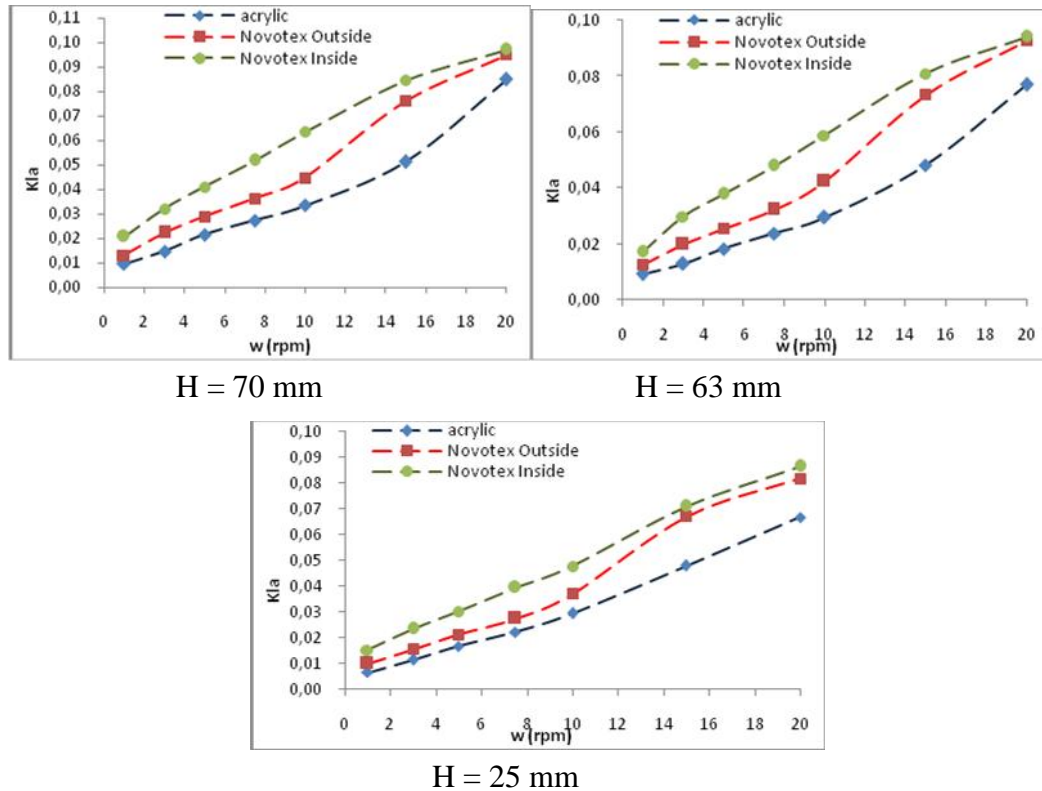 0,11
0,10
0,09
0,08
0,07
0,06
0,05
0,04
0,03
0,02
0,01
0,00
Kla
acrylic
Novotex Outside
Novotex Inside
0 2 4 6 8 10 12 14 16 18 20
w (rpm)
H = 70 mm
0,10
0,08
0,06
0,04
0,02
0,00
Kla
acrylic
Novotex Outside
Novotex Inside
0 2 4 6 8 10 12 14 16 18 20
w (rpm)
H = 63 mm
0,10
0,09
0,08
0,07
0,06
0,05
0,04
0,03
0,02
0,01
0,00
Kla
acrylic
Novotex Outside
Novotex Inside
0 2 4 6 8 10 12 14 16 18 20
w (rpm)
H = 25 mm